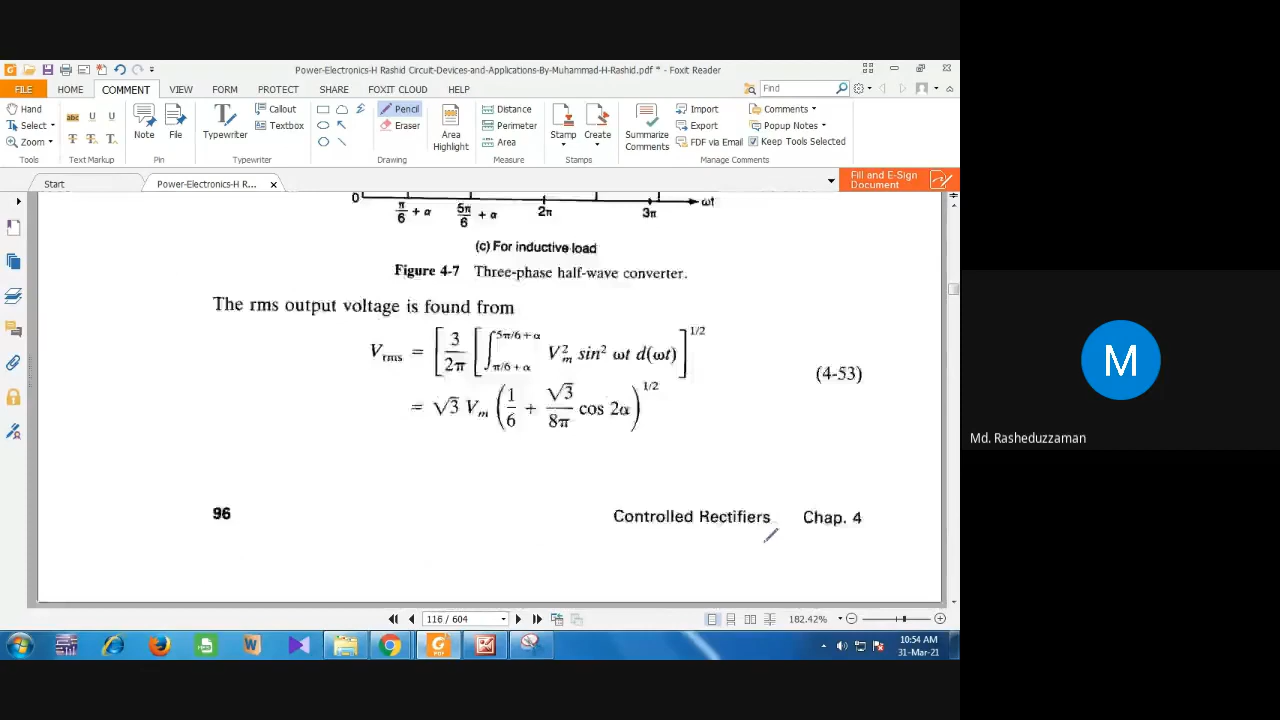 Power-Electronics-H Rashid Circuit-Devices-and-Applications-By-Muhammad-H-Rashid.pdf * - Foxit Reader
FILE HOME COMMENT VIEW FORM PROTECT SHARE FOXIT CLOUD HELP
Find
Hand
Select
Zoom
Tools
Text Markup
Note
File
Pin
Typewriter
Callout
Textbox
Typewriter
Pencil
Eraser
Drawing
Area Highlight
Distance
Perimeter
Area
Measure
Stamp
Create
Stamps
Summarize Comments
Import
Export
FDF via Email
Comments
Popup Notes
Keep Tools Selected
Manage Comments
Start
Power-Electronics-H R...
Fill and E-Sign Document
0 π/6 + α 5π/6 + α 2π 3π ωt
(c) For inductive load
Figure 4-7 Three-phase half-wave converter.
The rms output voltage is found from
V_rms = [ 3/2π [ ∫_{π/6+α}^{5π/6+α} V_m^2 sin² ωt d(ωt) ]^{1/2}
(4-53)
= √3 V_m ( 1/6 + √3/8π cos 2α )^{1/2}
96
Controlled Rectifiers Chap. 4
116 / 604
182.42%
10:54 AM
31-Mar-21
M
Md. Rasheduzzaman